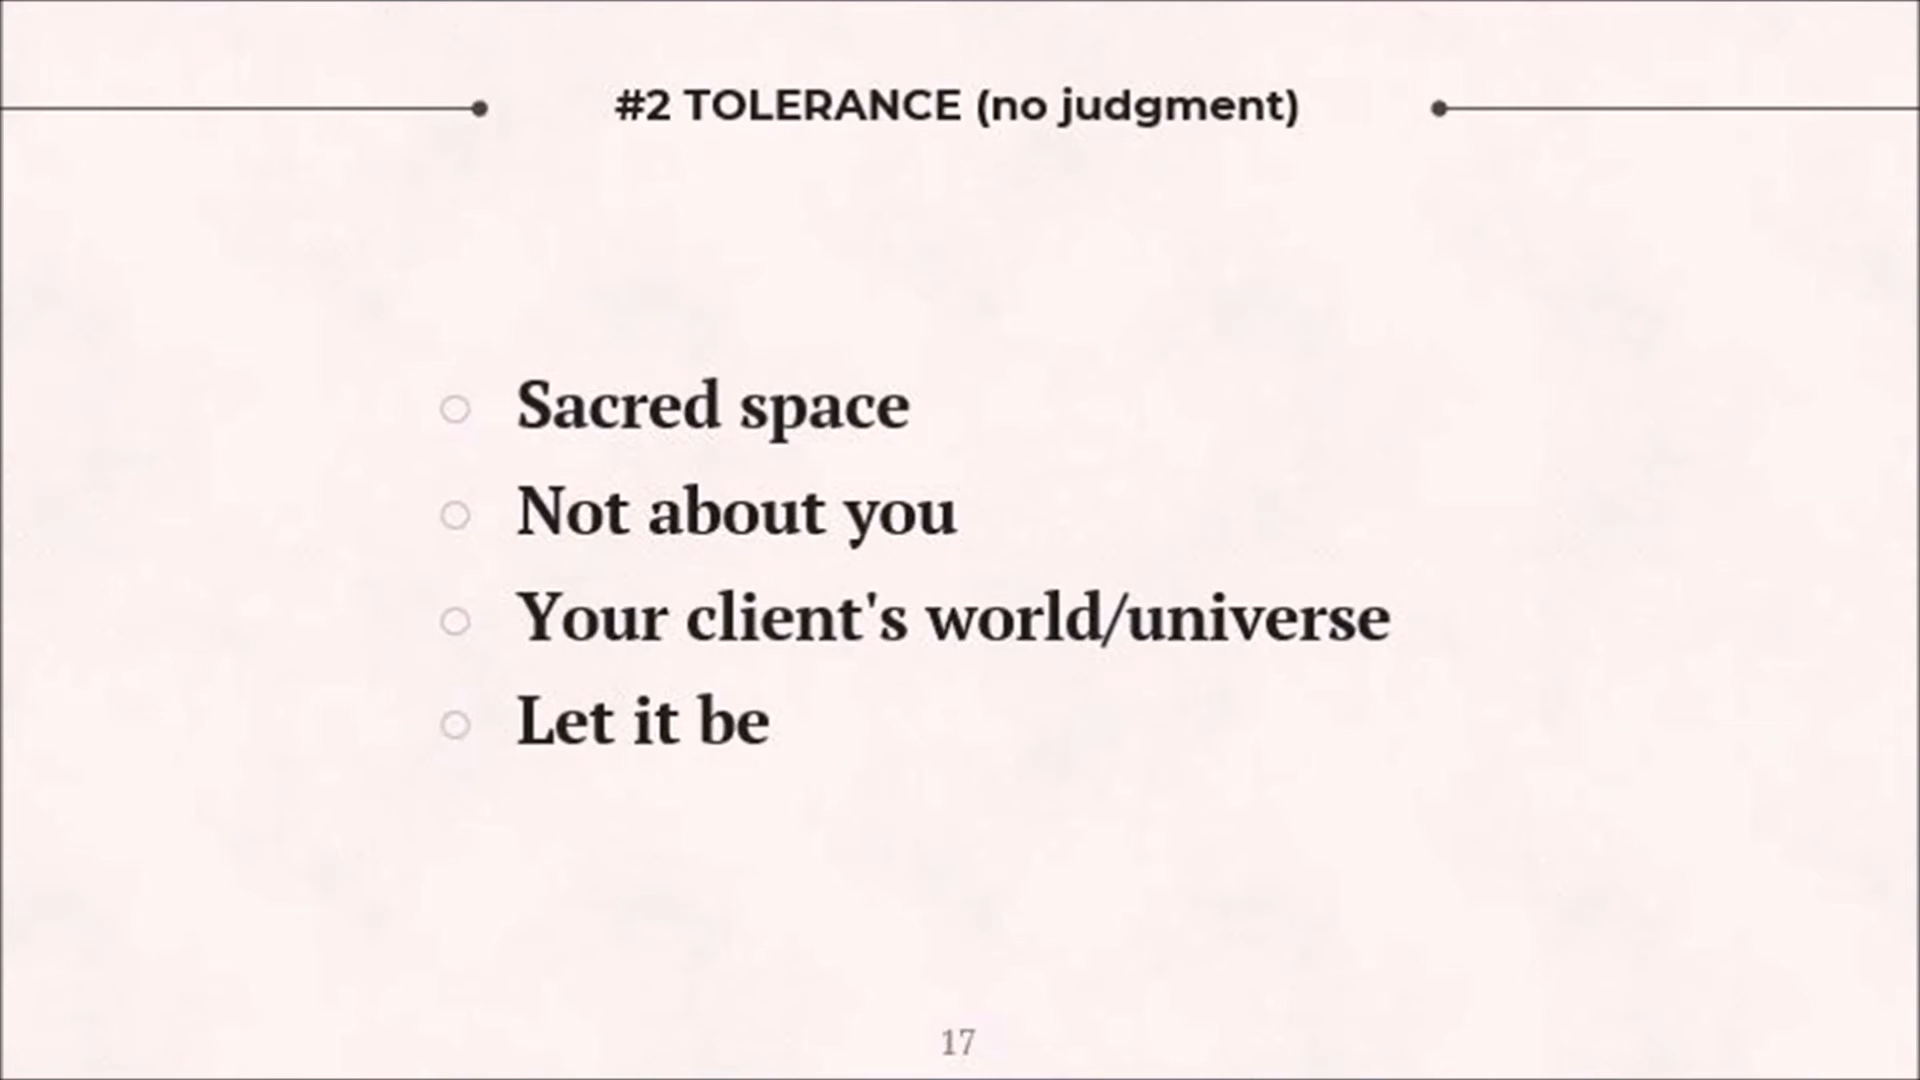 #2 TOLERANCE (no judgment)
Sacred space
Not about you
Your client's world/universe
Let it be
17